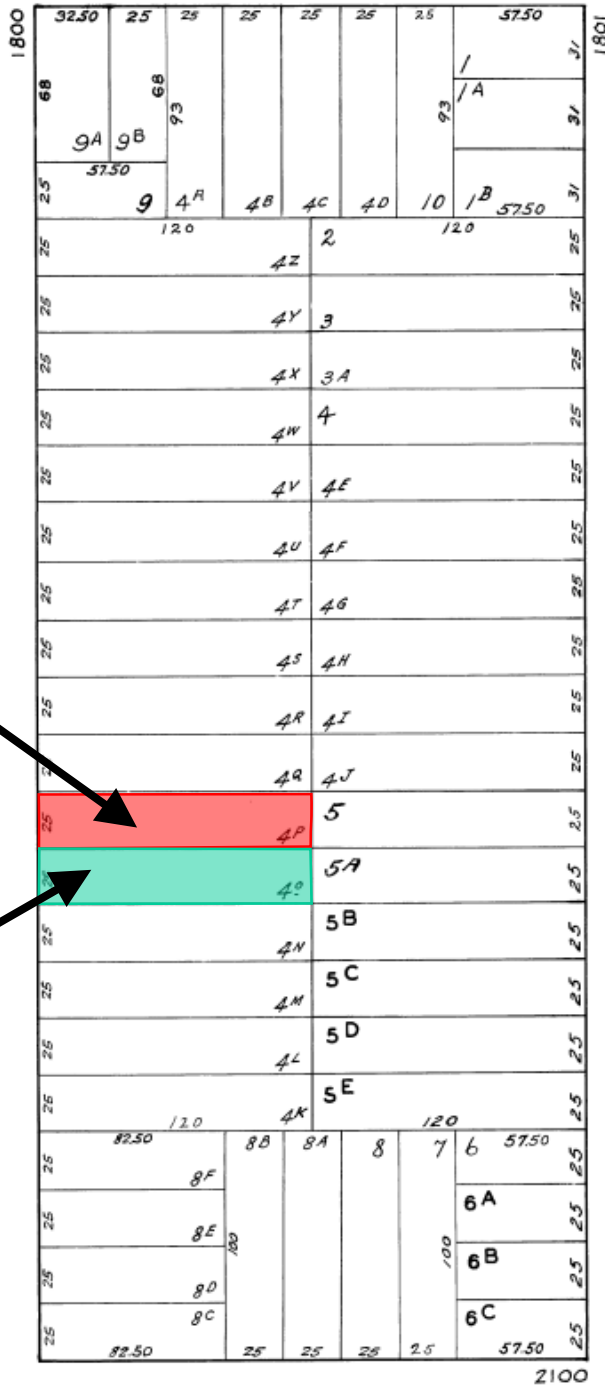 1800 32.50 25 25 25 25 25 25 57.50 1801
68 68 93 93 1 31
1A 31
9A 9B
57.50
25 9 4R 4B 4C 4D 10 1B 57.50 31
120 120
25 4Z 2 25
25 4Y 3 25
25 4X 3A 25
25 4W 4 25
25 4V 4E 25
25 4U 4F 25
25 4T 4G 25
25 4S 4H 25
25 4R 4I 25
4Q 4J 25
25 4P 5 25
25 4O 5A 25
25 4N 5B 25
25 4M 5C 25
25 4L 5D 25
25 4K 5E 25
120 120
82.50 8B 8A 8 7 6 57.50
25 8F 25
25 8E 100 100 6A 25
25 8D 6B 25
25 8C 6C 25
82.50 25 25 25 25 57.50
2100